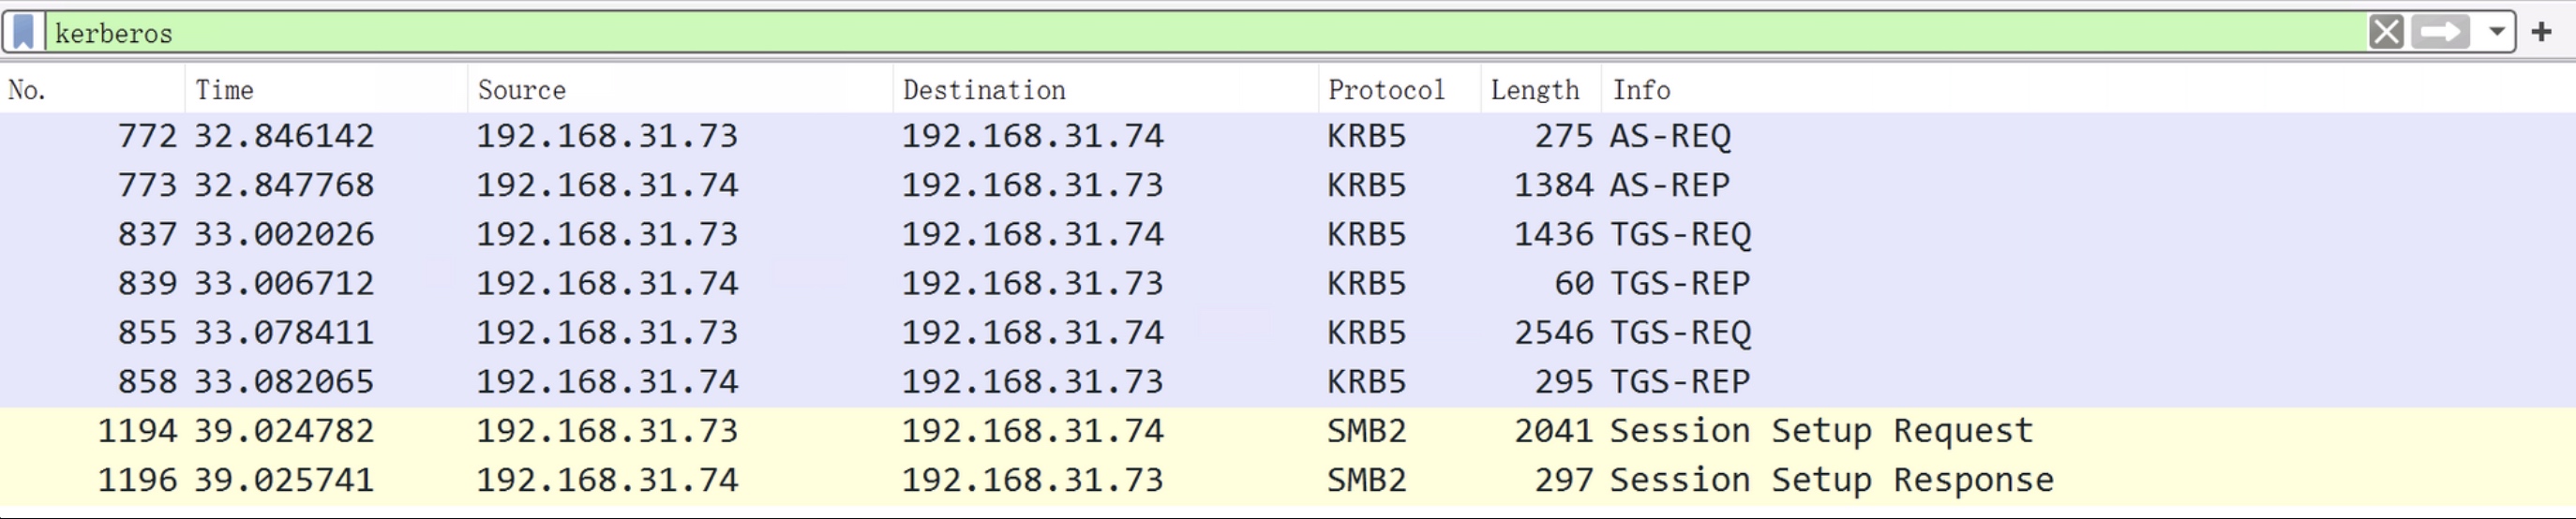 kerberos
No. Time Source Destination Protocol Length Info
772 32.846142 192.168.31.73 192.168.31.74 KRB5 275 AS-REQ
773 32.847768 192.168.31.74 192.168.31.73 KRB5 1384 AS-REP
837 33.002026 192.168.31.73 192.168.31.74 KRB5 1436 TGS-REQ
839 33.006712 192.168.31.74 192.168.31.73 KRB5 60 TGS-REP
855 33.078411 192.168.31.73 192.168.31.74 KRB5 2546 TGS-REQ
858 33.082065 192.168.31.74 192.168.31.73 KRB5 295 TGS-REP
1194 39.024782 192.168.31.73 192.168.31.74 SMB2 2041 Session Setup Request
1196 39.025741 192.168.31.74 192.168.31.73 SMB2 297 Session Setup Response